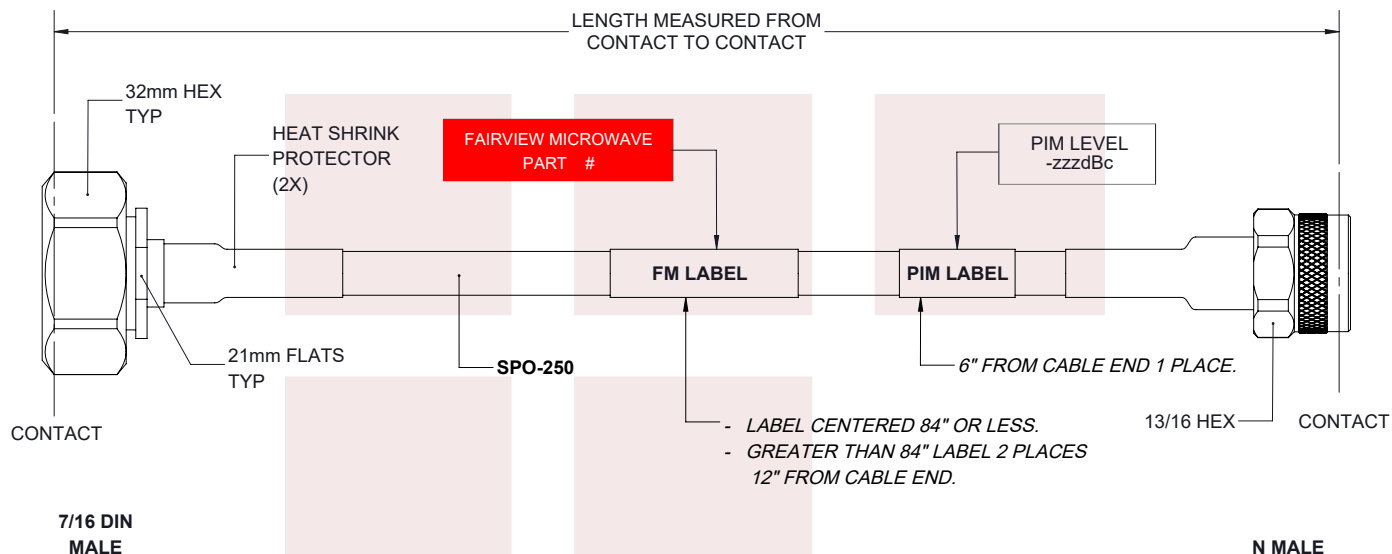 LENGTH MEASURED FROM
CONTACT TO CONTACT
32mm HEX
TYP
HEAT SHRINK
PROTECTOR
(2X)
FAIRVIEW MICROWAVE
PART #
PIM LEVEL
-zzzdBc
FM LABEL
PIM LABEL
21mm FLATS
TYP
SPO-250
6" FROM CABLE END 1 PLACE.
CONTACT
- LABEL CENTERED 84" OR LESS.
- GREATER THAN 84" LABEL 2 PLACES
12" FROM CABLE END.
13/16 HEX
CONTACT
7/16 DIN
MALE
N MALE